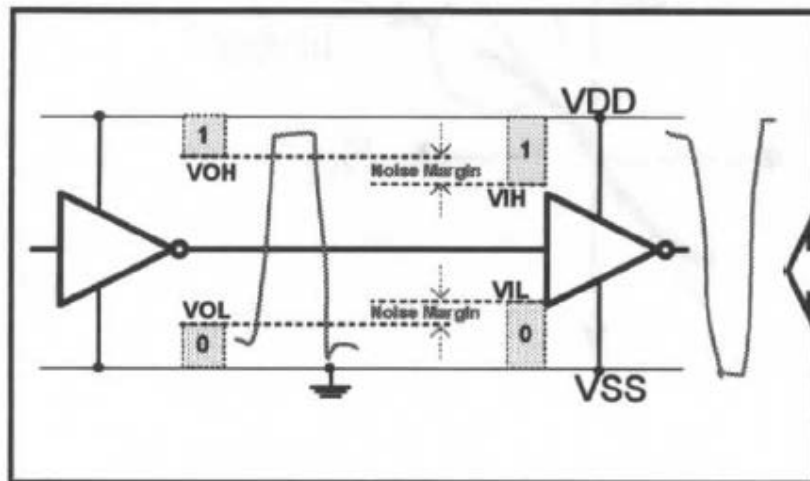 VDD
1
1
VOH
Noise Margin
VIH
VOL
VIL
Noise Margin
0
0
VSS